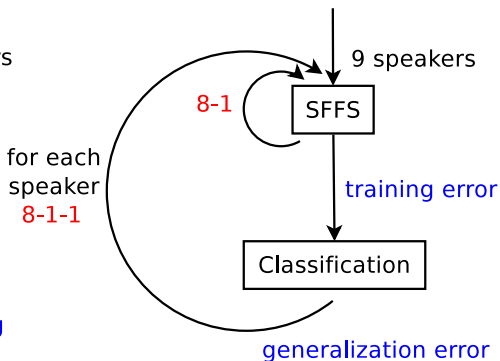 9 speakers
8-1
SFFS
for each
speaker
8-1-1
training error
Classification
generalization error